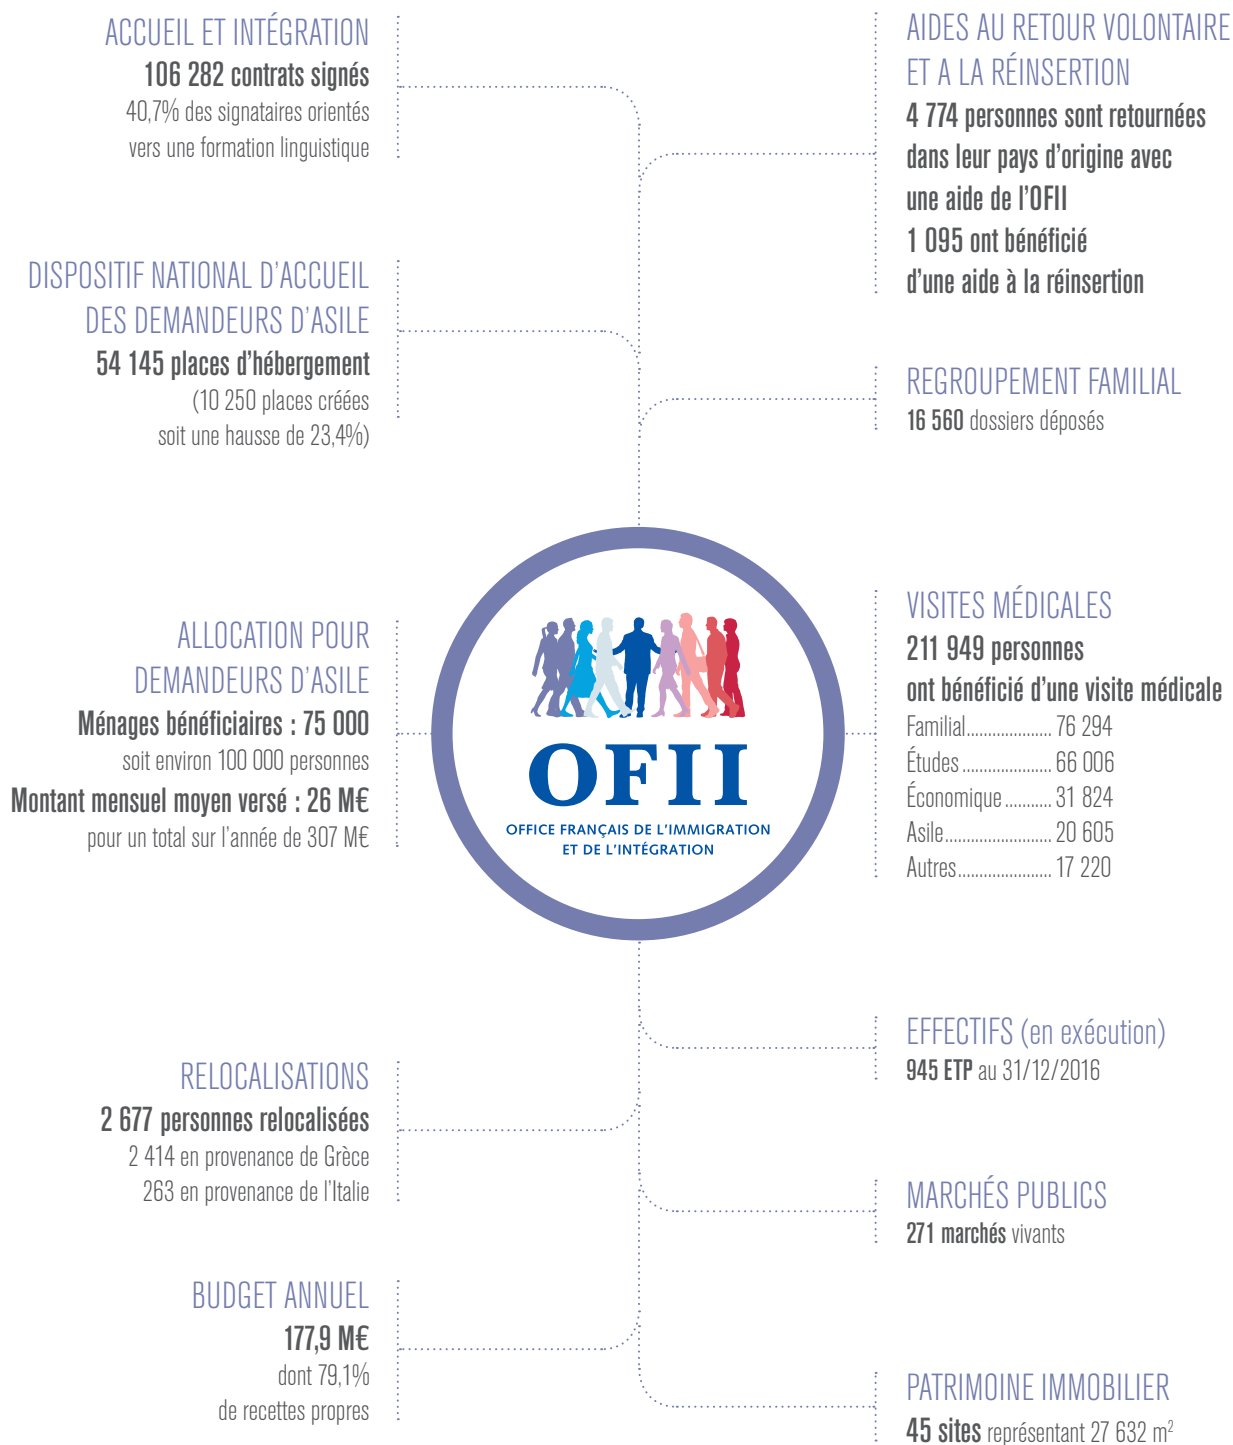 ACCUEIL ET INTÉGRATION
106 282 contrats signés
40,7% des signataires orientés
vers une formation linguistique
DISPOSITIF NATIONAL D'ACCUEIL
DES DEMANDEURS D'ASILE
54 145 places d'hébergement
(10 250 places créées
soit une hausse de 23,4%)
ALLOCATION POUR
DEMANDEURS D'ASILE
Ménages bénéficiaires : 75 000
soit environ 100 000 personnes
Montant mensuel moyen versé : 26 M€
pour un total sur l'année de 307 M€
RELOCALISATIONS
2 677 personnes relocalisées
2 414 en provenance de Grèce
263 en provenance de l'Italie
BUDGET ANNUEL
177,9 M€
dont 79,1%
de recettes propres
OFII
OFFICE FRANÇAIS DE L'IMMIGRATION
ET DE L'INTÉGRATION
AIDES AU RETOUR VOLONTAIRE
ET A LA RÉINSERTION
4 774 personnes sont retournées
dans leur pays d'origine avec
une aide de l'OFII
1 095 ont bénéficié
d'une aide à la réinsertion
REGROUPEMENT FAMILIAL
16 560 dossiers déposés
VISITES MÉDICALES
211 949 personnes
ont bénéficié d'une visite médicale
Familial.................... 76 294
Études..................... 66 006
Économique........... 31 824
Asile......................... 20 605
Autres...................... 17 220
EFFECTIFS (en exécution)
945 ETP au 31/12/2016
MARCHÉS PUBLICS
271 marchés vivants
PATRIMOINE IMMOBILIER
45 sites représentant 27 632 m²